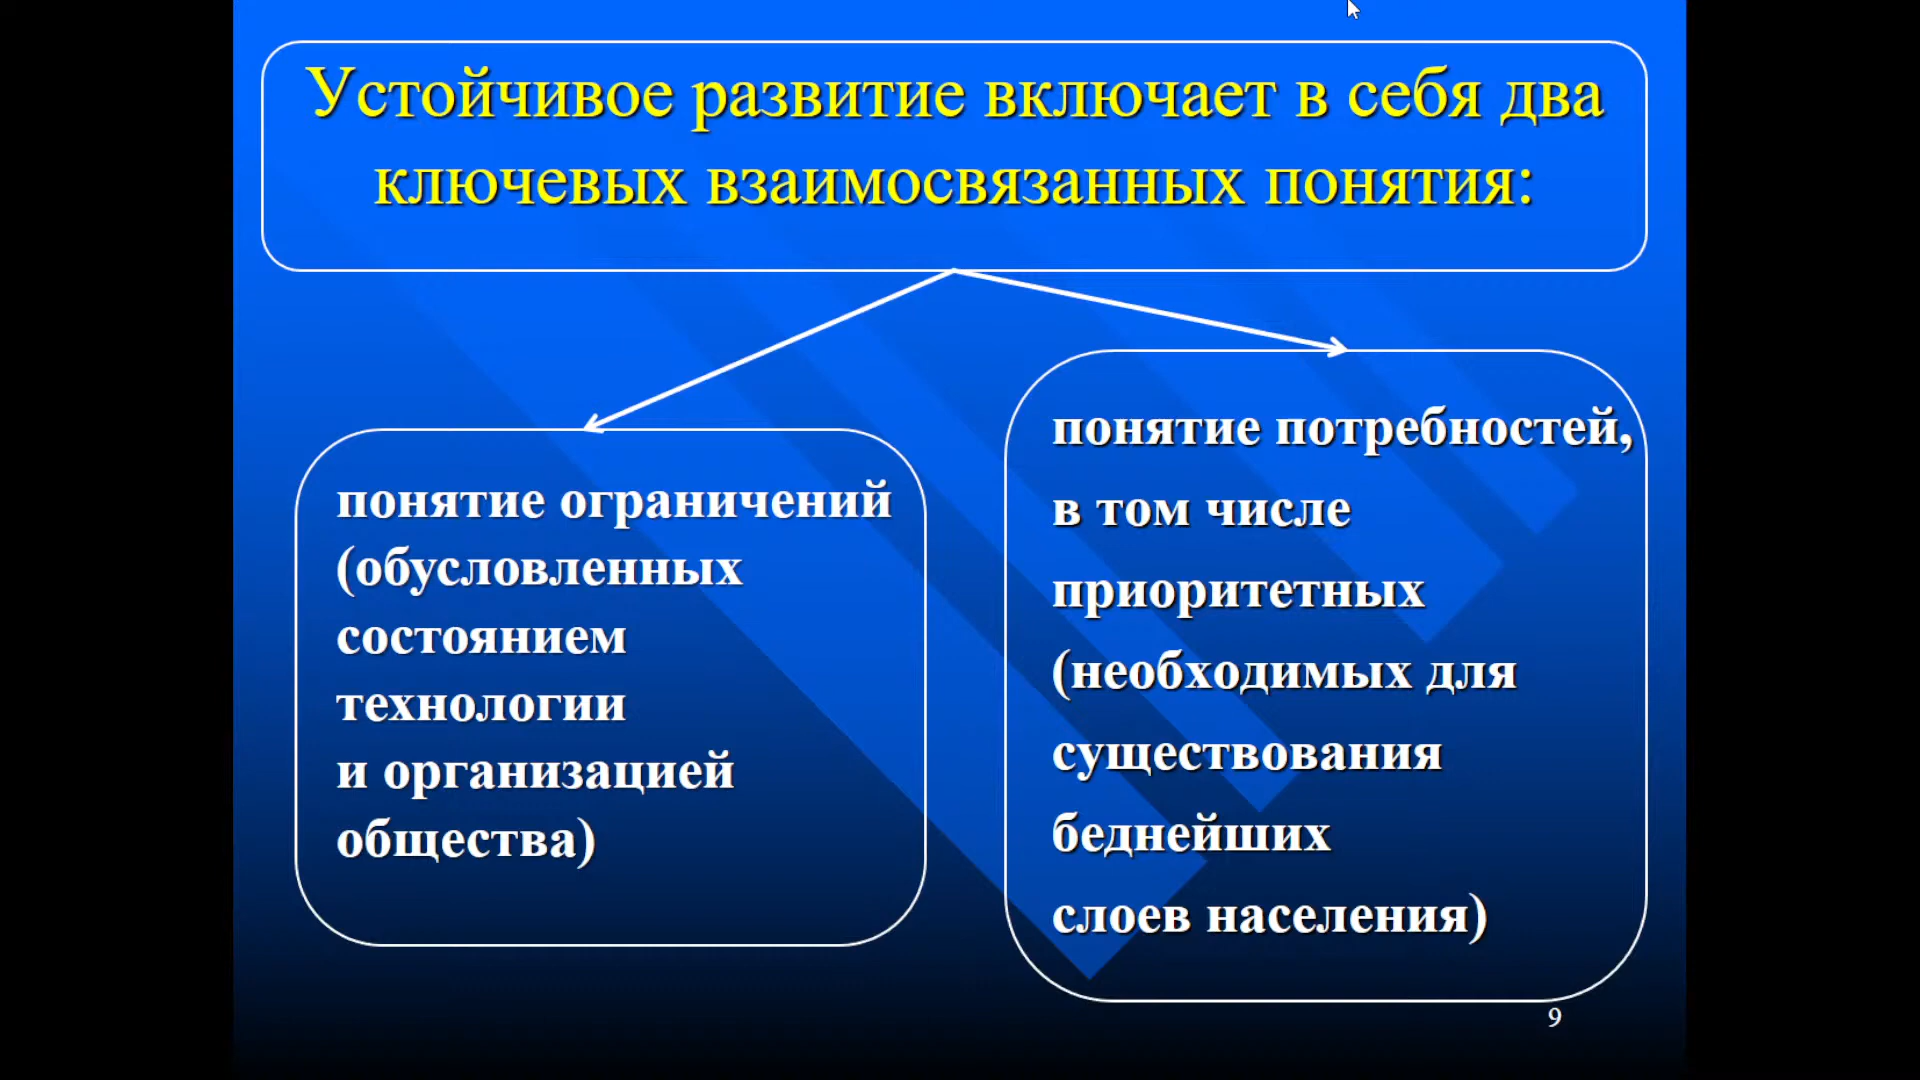 Устойчивое развитие включает в себя два
ключевых взаимосвязанных понятия:
понятие ограничений
(обусловленных
состоянием
технологии
и организацией
общества)
понятие потребностей,
в том числе
приоритетных
(необходимых для
существования
беднейших
слоев населения)
9